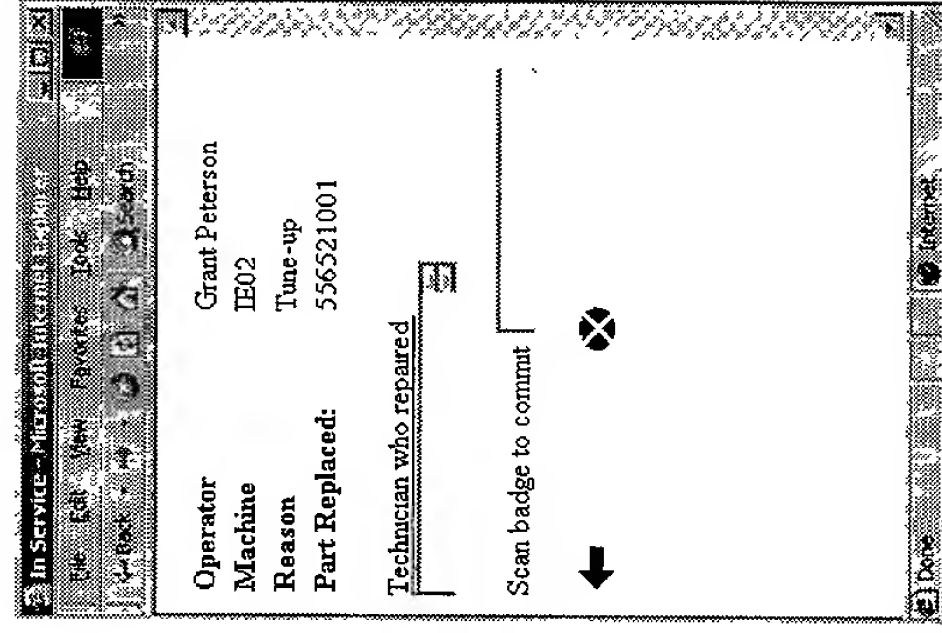 In Service - Microsoft Internet Explorer
File Edit View Favorites Tools Help
Back Search
Operator Grant Peterson
Machine IE02
Reason Tune-up
Part Replaced: 556521001
Technician who repaired
Scan badge to commit
Done Internet